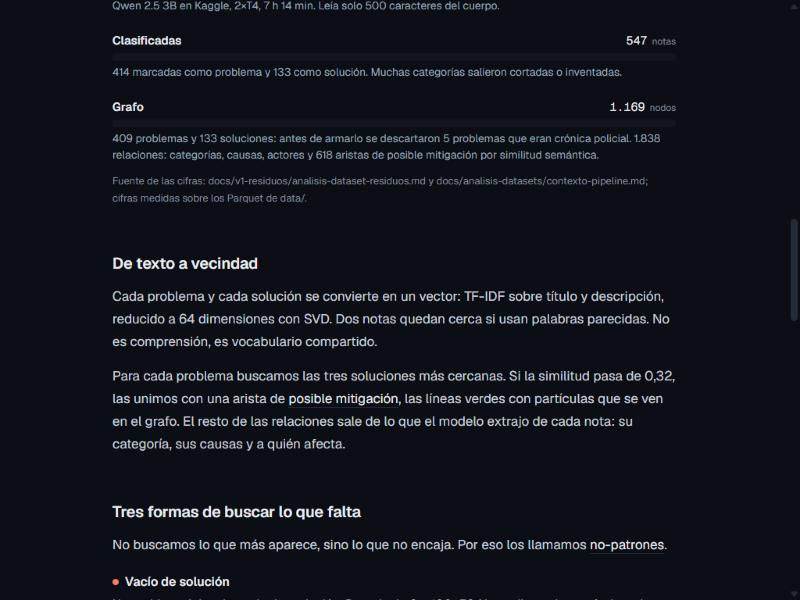 Qwen 2.5 3B en Kaggle, 2×T4, 7 h 14 min. Leía solo 500 caracteres del cuerpo.
Clasificadas 547 notas
414 marcadas como problema y 133 como solución. Muchas categorías salieron cortadas o inventadas.
Grafo 1.169 nodos
409 problemas y 133 soluciones: antes de armarlo se descartaron 5 problemas que eran crónica policial. 1.838
relaciones: categorías, causas, actores y 618 aristas de posible mitigación por similitud semántica.
Fuente de las cifras: docs/v1-residuos/analisis-dataset-residuos.md y docs/analisis-datasets/contexto-pipeline.md;
cifras medidas sobre los Parquet de data/.
De texto a vecindad
Cada problema y cada solución se convierte en un vector: TF-IDF sobre título y descripción,
reducido a 64 dimensiones con SVD. Dos notas quedan cerca si usan palabras parecidas. No
es comprensión, es vocabulario compartido.
Para cada problema buscamos las tres soluciones más cercanas. Si la similitud pasa de 0,32,
las unimos con una arista de posible mitigación, las líneas verdes con partículas que se ven
en el grafo. El resto de las relaciones sale de lo que el modelo extrajo de cada nota: su
categoría, sus causas y a quién afecta.
Tres formas de buscar lo que falta
No buscamos lo que más aparece, sino lo que no encaja. Por eso los llamamos no-patrones.
Vacío de solución